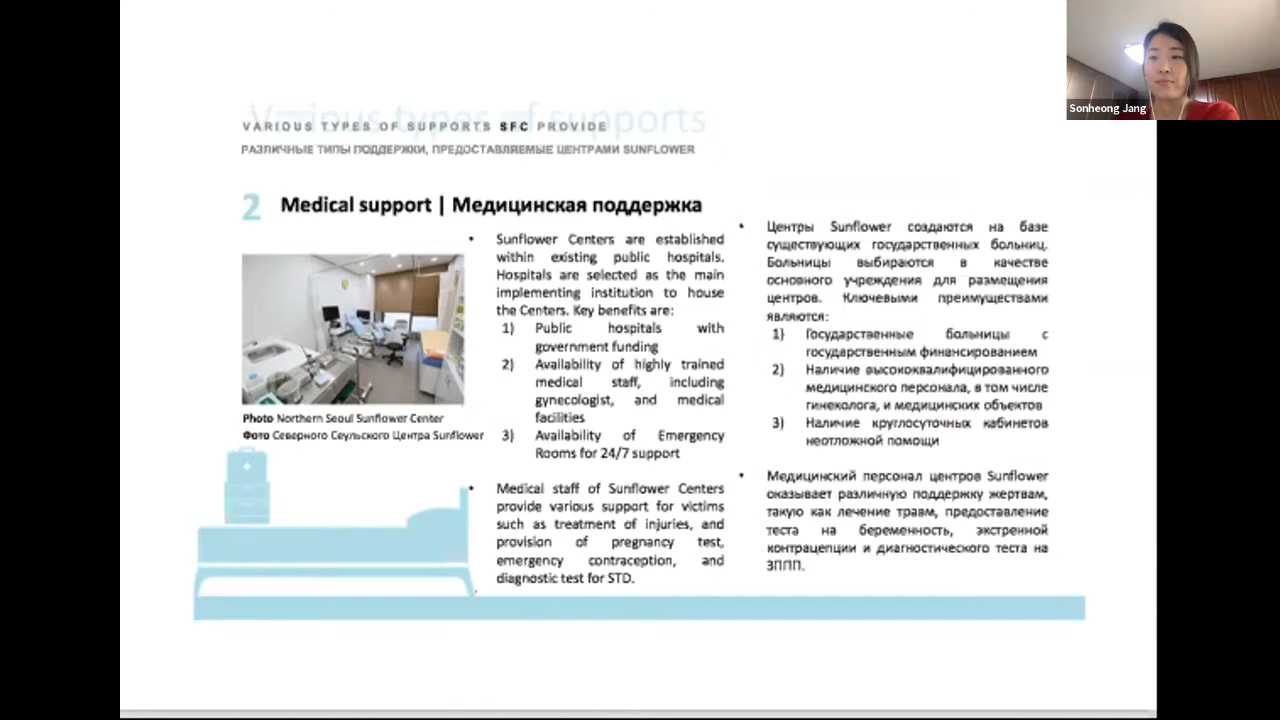 Various types of supports
VARIOUS TYPES OF SUPPORTS SFC PROVIDE
РАЗЛИЧНЫЕ ТИПЫ ПОДДЕРЖКИ, ПРЕДОСТАВЛЯЕМЫЕ ЦЕНТРАМИ SUNFLOWER
2 Medical support | Медицинская поддержка
Photo Northern Seoul Sunflower Center
Фото Северного Сеульского Центра Sunflower
• Sunflower Centers are established
within existing public hospitals.
Hospitals are selected as the main
implementing institution to house
the Centers. Key benefits are:
1) Public hospitals with
government funding
2) Availability of highly trained
medical staff, including
gynecologist, and medical
facilities
3) Availability of Emergency
Rooms for 24/7 support
• Medical staff of Sunflower Centers
provide various support for victims
such as treatment of injuries, and
provision of pregnancy test,
emergency contraception, and
diagnostic test for STD.
• Центры Sunflower создаются на базе
существующих государственных больниц.
Больницы выбираются в качестве
основного учреждения для размещения
центров. Ключевыми преимуществами
являются:
1) Государственные больницы с
государственным финансированием
2) Наличие высококвалифицированного
медицинского персонала, в том числе
гинеколога, и медицинских объектов
3) Наличие круглосуточных кабинетов
неотложной помощи
• Медицинский персонал центров Sunflower
оказывает различную поддержку жертвам,
такую как лечение травм, предоставление
теста на беременность, экстренной
контрацепции и диагностического теста на
ЗППП.
Sonheong Jang